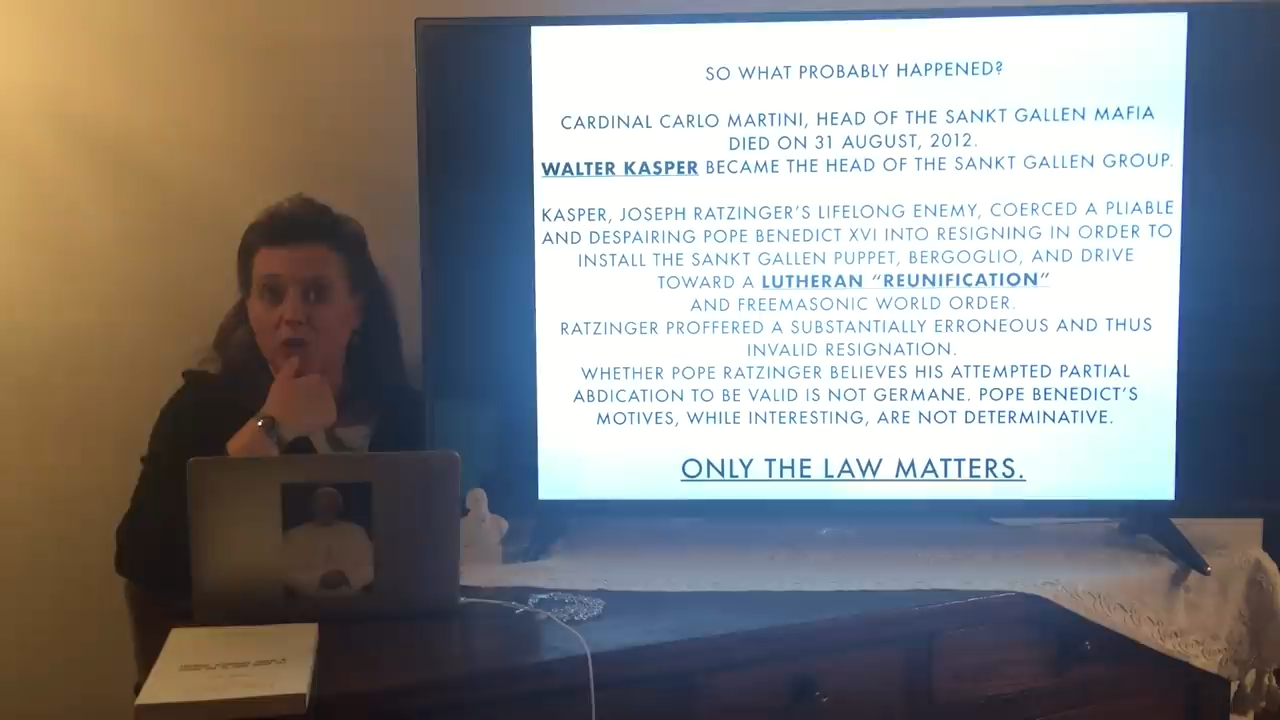 SO WHAT PROBABLY HAPPENED?
CARDINAL CARLO MARTINI, HEAD OF THE SANKT GALLEN MAFIA
DIED ON 31 AUGUST, 2012.
WALTER KASPER BECAME THE HEAD OF THE SANKT GALLEN GROUP.
KASPER, JOSEPH RATZINGER'S LIFELONG ENEMY, COERCED A PLIABLE
AND DESPAIRING POPE BENEDICT XVI INTO RESIGNING IN ORDER TO
INSTALL THE SANKT GALLEN PUPPET, BERGOGLIO, AND DRIVE
TOWARD A LUTHERAN "REUNIFICATION"
AND FREEMASONIC WORLD ORDER.
RATZINGER PROFFERED A SUBSTANTIALLY ERRONEOUS AND THUS
INVALID RESIGNATION.
WHETHER POPE RATZINGER BELIEVES HIS ATTEMPTED PARTIAL
ABDICATION TO BE VALID IS NOT GERMANE. POPE BENEDICT'S
MOTIVES, WHILE INTERESTING, ARE NOT DETERMINATIVE.
ONLY THE LAW MATTERS.